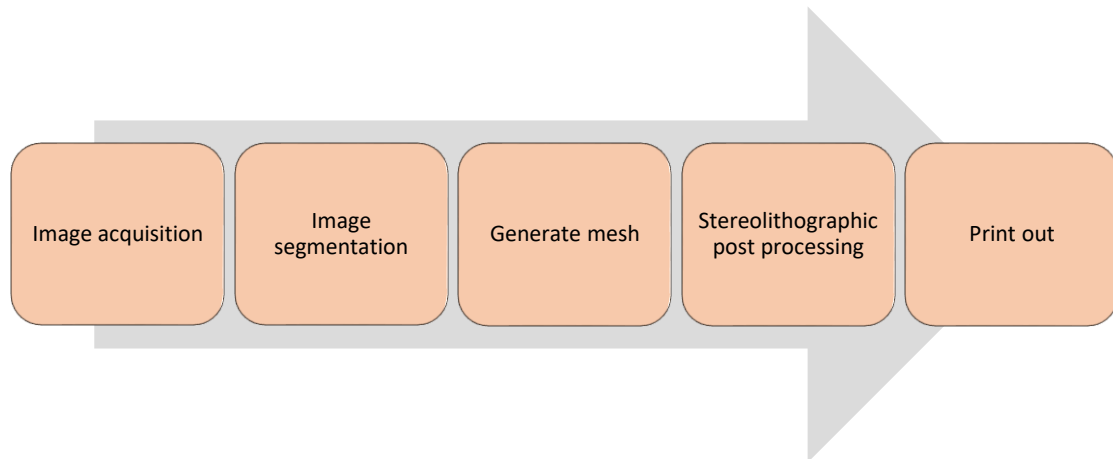 Image acquisition
Image
segmentation
Generate mesh
Stereolithographic
post processing
Print out